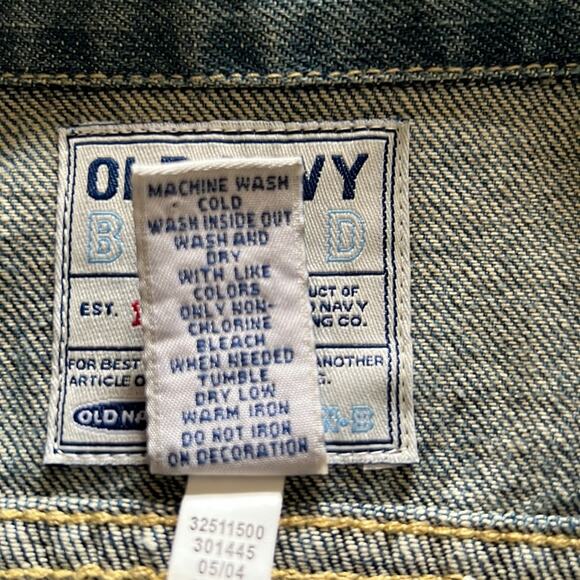 OLD NAVY
B D
EST.
UCT OF
NAVY
NG CO.
FOR BEST
ANOTHER
ARTICLE O
G.
OLD NA
-B
MACHINE WASH
COLD
WASH INSIDE OUT
WASH AND
DRY
WITH LIKE
COLORS
ONLY NON-
CHLORINE
BLEACH
WHEN NEEDED
TUMBLE
DRY LOW
WARM IRON
DO NOT IRON
ON DECORATION
32511500
301445
05/04